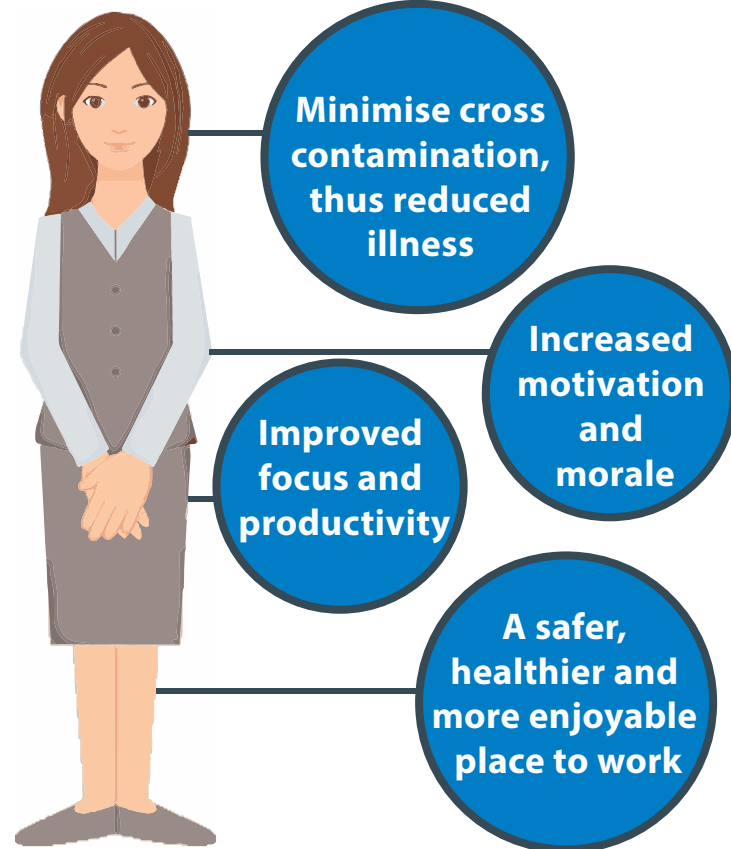 Minimise cross
contamination,
thus reduced
illness
Increased
motivation
and
morale
Improved
focus and
productivity
A safer,
healthier and
more enjoyable
place to work